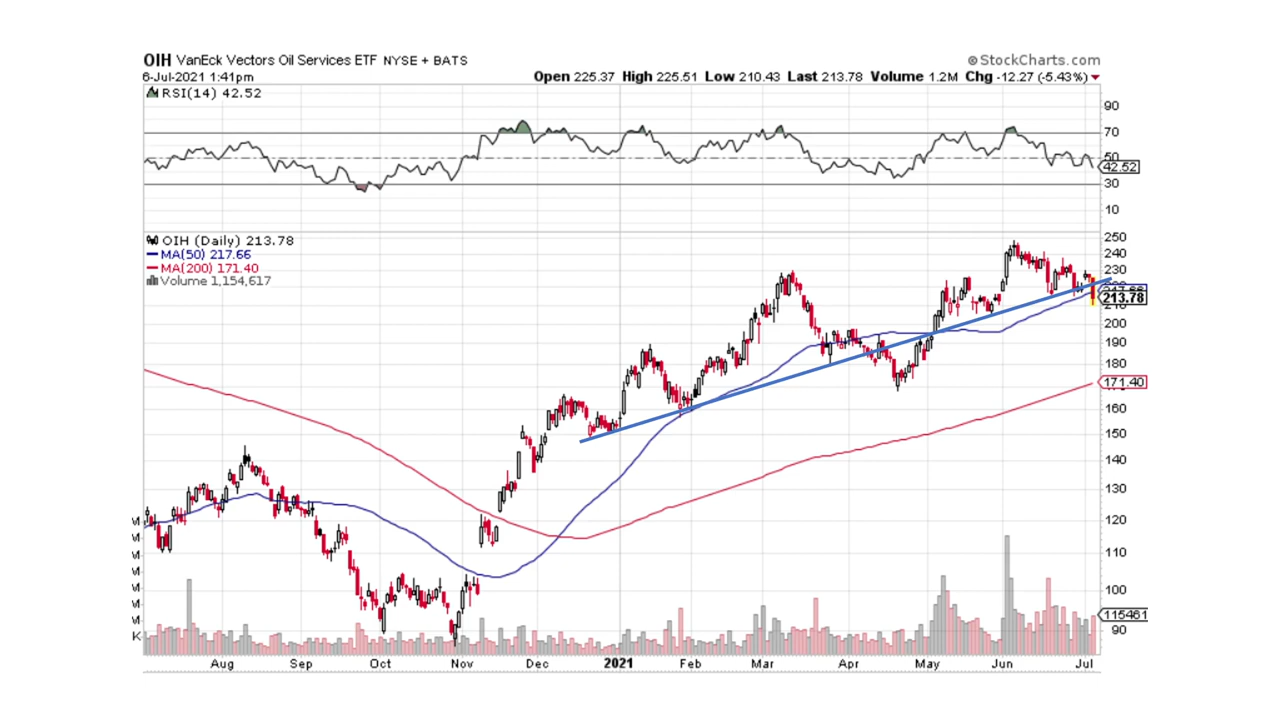 OIH VanEck Vectors Oil Services ETF NYSE + BATS
© StockCharts.com
6-Jul-2021 1:41pm
Open 225.37 High 225.51 Low 210.43 Last 213.78 Volume 1.2M Chg -12.27 (-5.43%)
RSI(14) 42.52
90
70
50
42.52
30
10
OIH (Daily) 213.78
MA(50) 217.66
MA(200) 171.40
Volume 1,154,617
250
240
230
213.78
200
190
180
171.40
160
150
140
130
120
110
100
115461
90
M
M
M
M
M
M
M
K
Aug Sep Oct Nov Dec 2021 Feb Mar Apr May Jun Jul